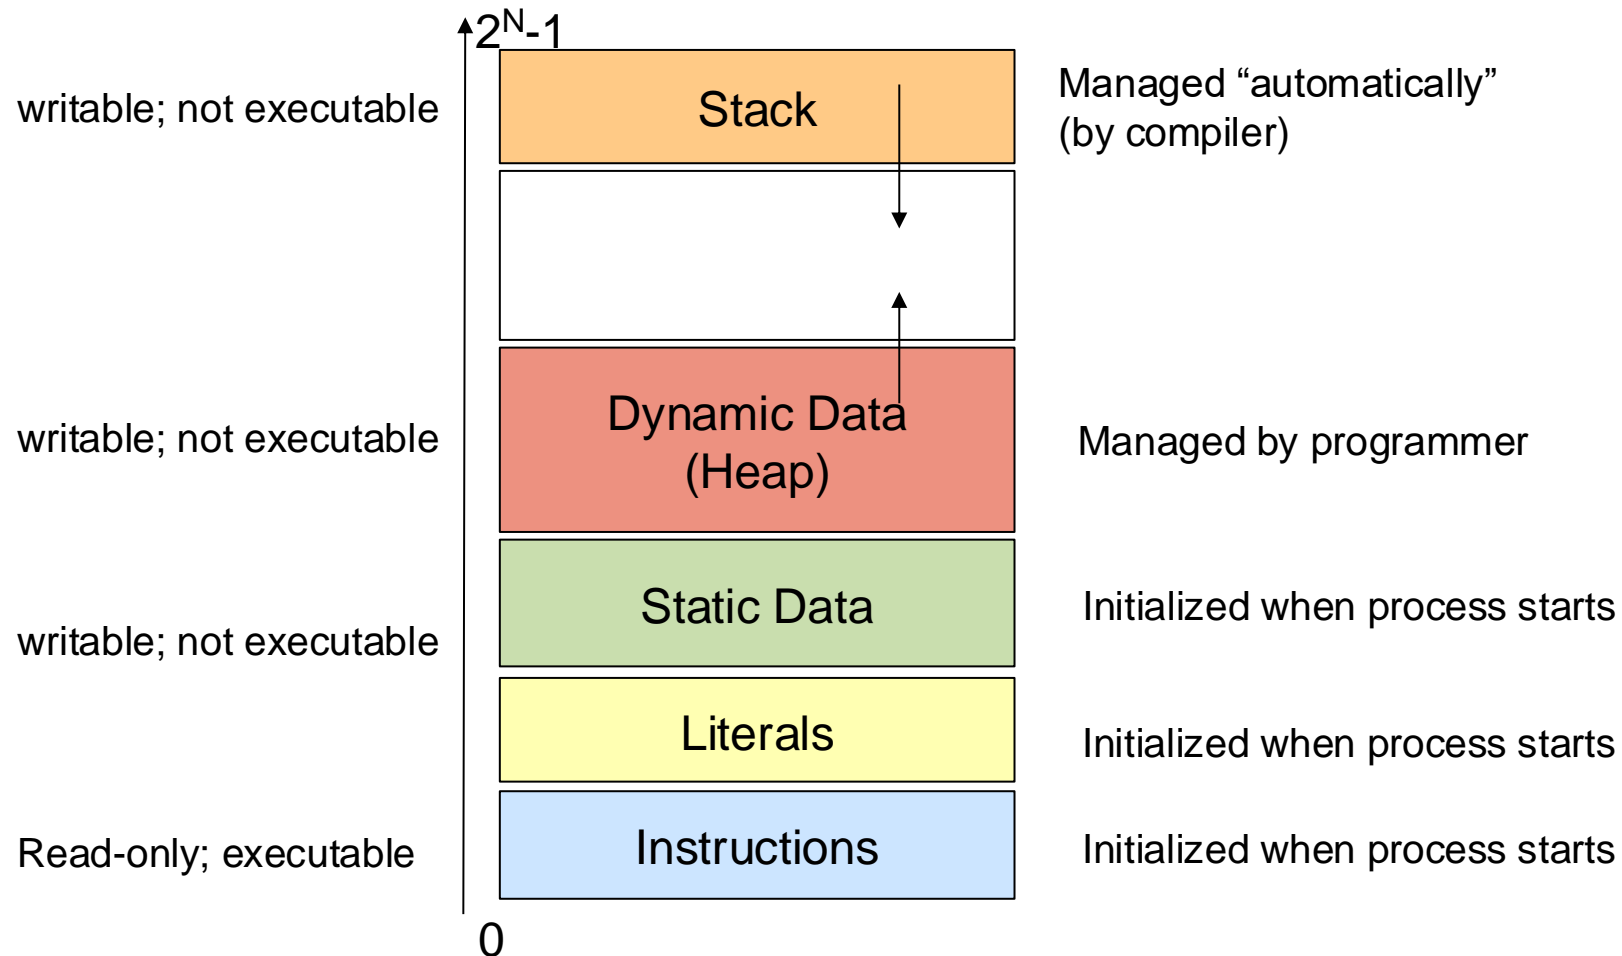 2^N-1
writable; not executable
Stack
Managed “automatically”
(by compiler)
writable; not executable
Dynamic Data
(Heap)
Managed by programmer
Static Data
Initialized when process starts
writable; not executable
Literals
Initialized when process starts
Read-only; executable
Instructions
Initialized when process starts
0